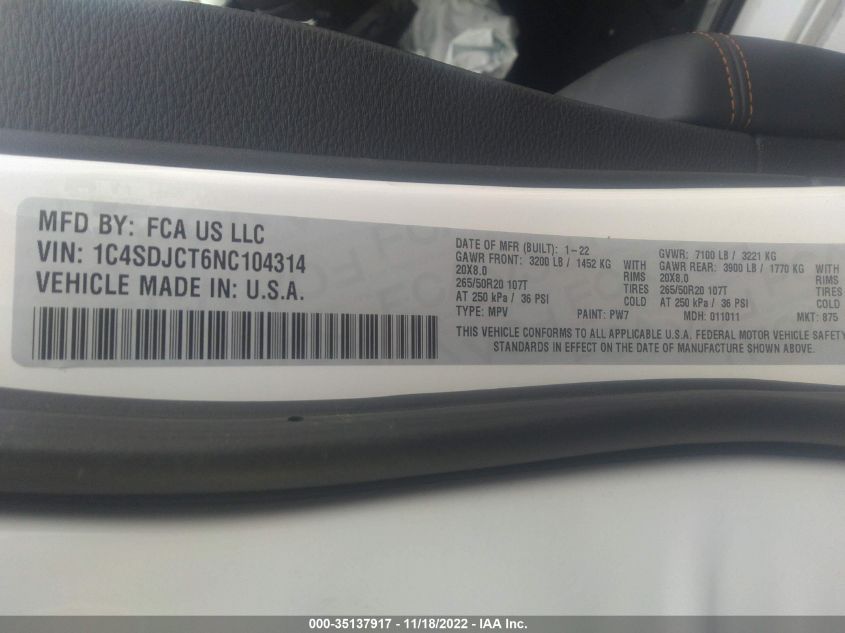 MFD BY: FCA US LLC
VIN: 1C4SDJCT6NC104314
VEHICLE MADE IN: U.S.A.
DATE OF MFR (BUILT): 1-22 GVWR: 7100 LB / 3221 KG
GAWR FRONT: 3200 LB / 1452 KG WITH GAWR REAR: 3900 LB / 1770 KG WITH
20X8.0 RIMS 20X8.0 RIMS
265/50R20 107T TIRES 265/50R20 107T TIRES
AT 250 kPa / 36 PSI COLD AT 250 kPa / 36 PSI COLD
TYPE: MPV PAINT: PW7 MDH: 011011 MKT: 875
THIS VEHICLE CONFORMS TO ALL APPLICABLE U.S.A. FEDERAL MOTOR VEHICLE SAFETY
STANDARDS IN EFFECT ON THE DATE OF MANUFACTURE SHOWN ABOVE.
000-35137917 - 11/18/2022 - IAA Inc.